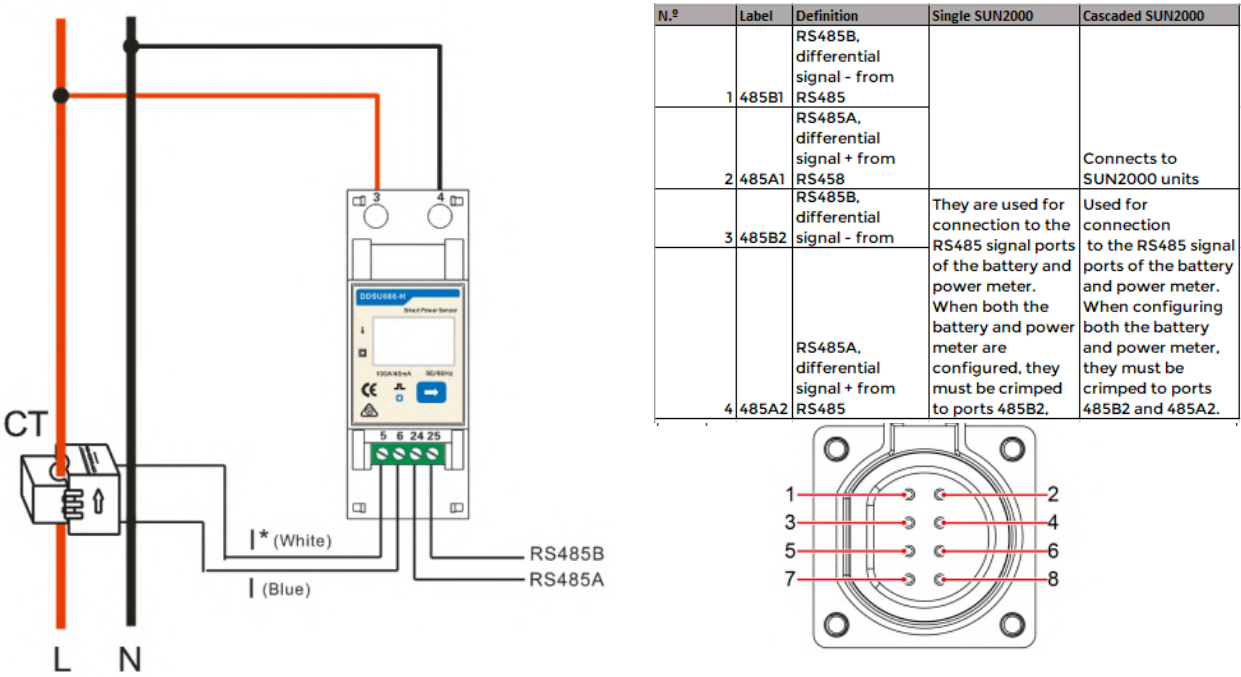 3 4
DDSU666-H
Smart Power Sensor
100A/40mA 50/60Hz
CE
5 6 24 25
CT
I* (White)
I (Blue)
RS485B
RS485A
L N
N.º Label Definition Single SUN2000 Cascaded SUN2000
RS485B,
differential
signal - from
1 485B1 RS485
RS485A,
differential
signal + from
2 485A1 RS458
Connects to
SUN2000 units
RS485B,
differential
3 485B2 signal - from
RS485A,
differential
signal + from
4 485A2 RS485
They are used for
connection to the
RS485 signal ports
of the battery and
power meter.
When both the
battery and power
meter are
configured, they
must be crimped
to ports 485B2,
Used for
connection
to the RS485 signal
ports of the battery
and power meter.
When configuring
both the battery
and power meter,
they must be
crimped to ports
485B2 and 485A2.
1 2
3 4
5 6
7 8